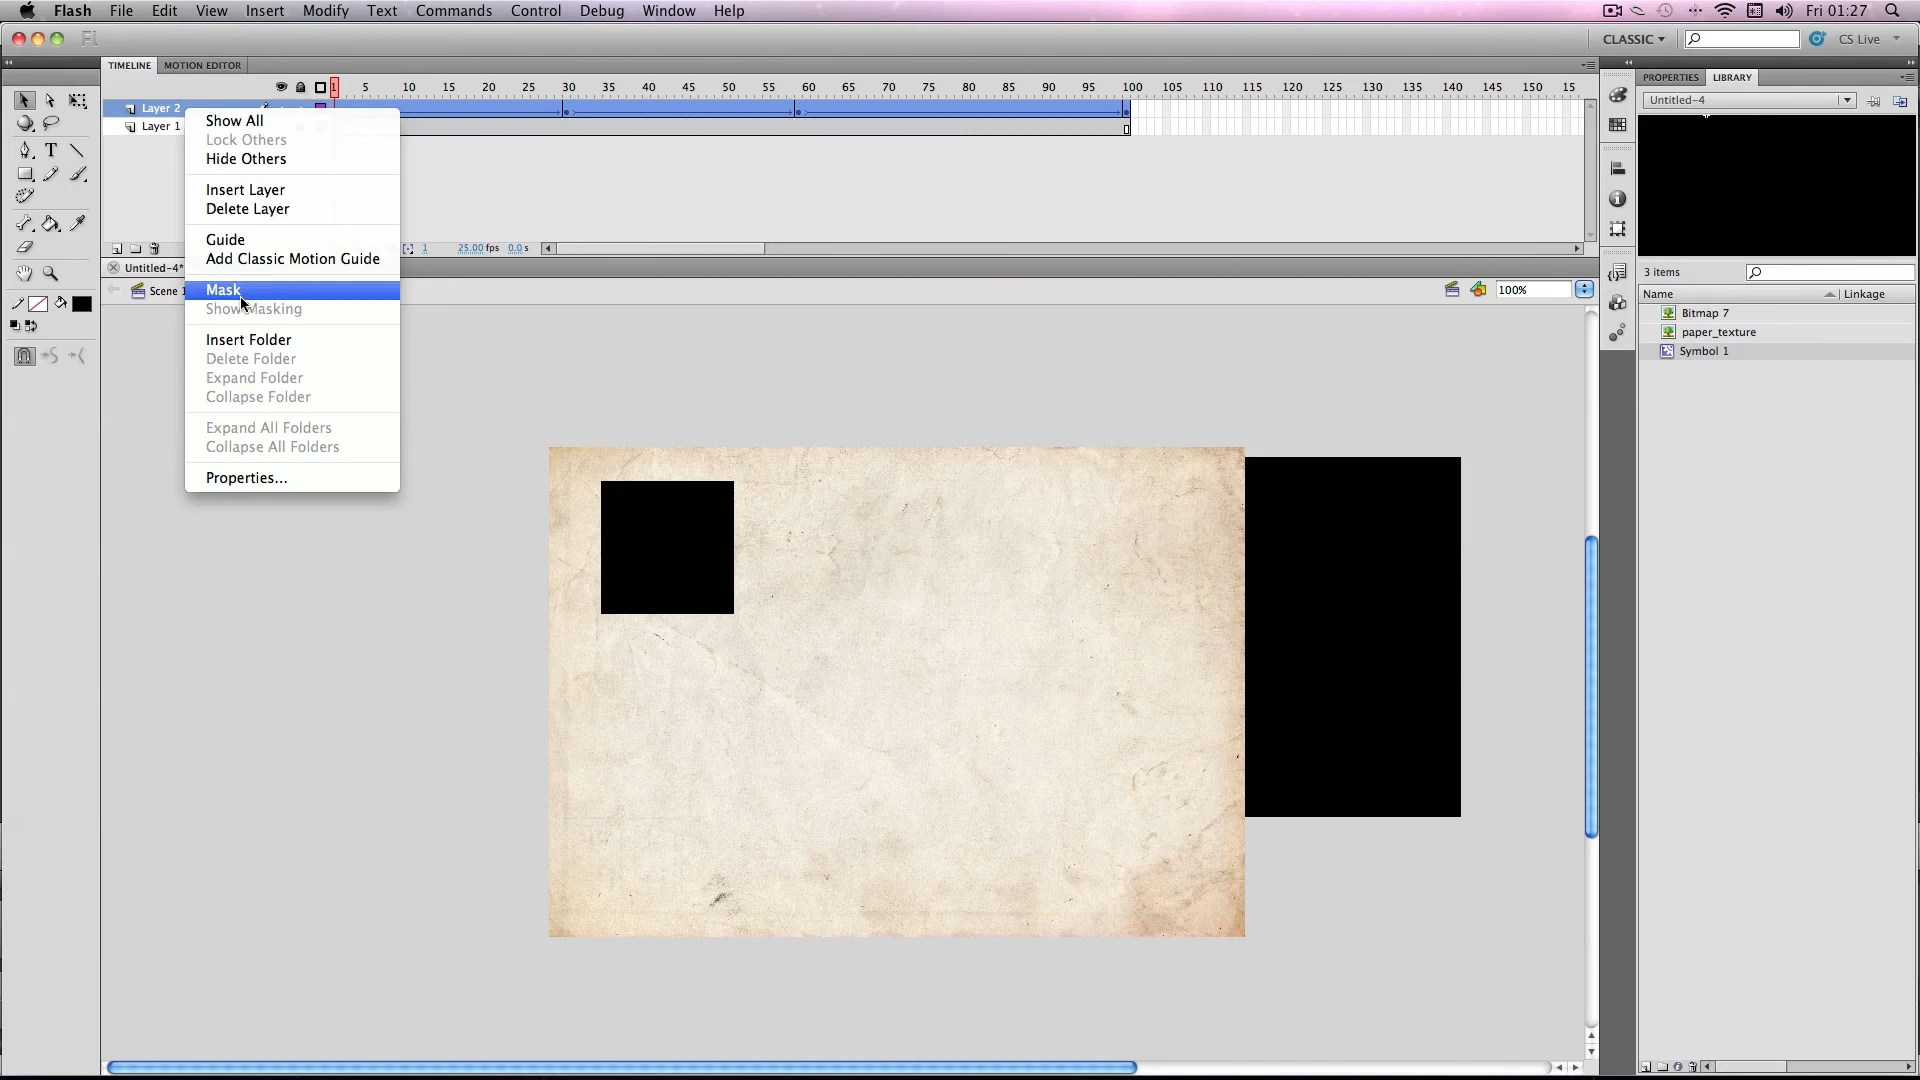 Flash File Edit View Insert Modify Text Commands Control Debug Window Help Fri 01:27
Fl CLASSIC CS Live
TIMELINE MOTION EDITOR PROPERTIES LIBRARY
1 5 10 15 20 25 30 35 40 45 50 55 60 65 70 75 80 85 90 95 100 105 110 115 120 125 130 135 140 145 150 15
Untitled-4
Layer 2
Layer 1
Show All
Lock Others
Hide Others
Insert Layer
Delete Layer
Guide
Add Classic Motion Guide
Mask
Show Masking
Insert Folder
Delete Folder
Expand Folder
Collapse Folder
Expand All Folders
Collapse All Folders
Properties...
1 25.00 fps 0.0 s
Untitled-4*
Scene 1
100%
3 items
Name Linkage
Bitmap 7
paper_texture
Symbol 1